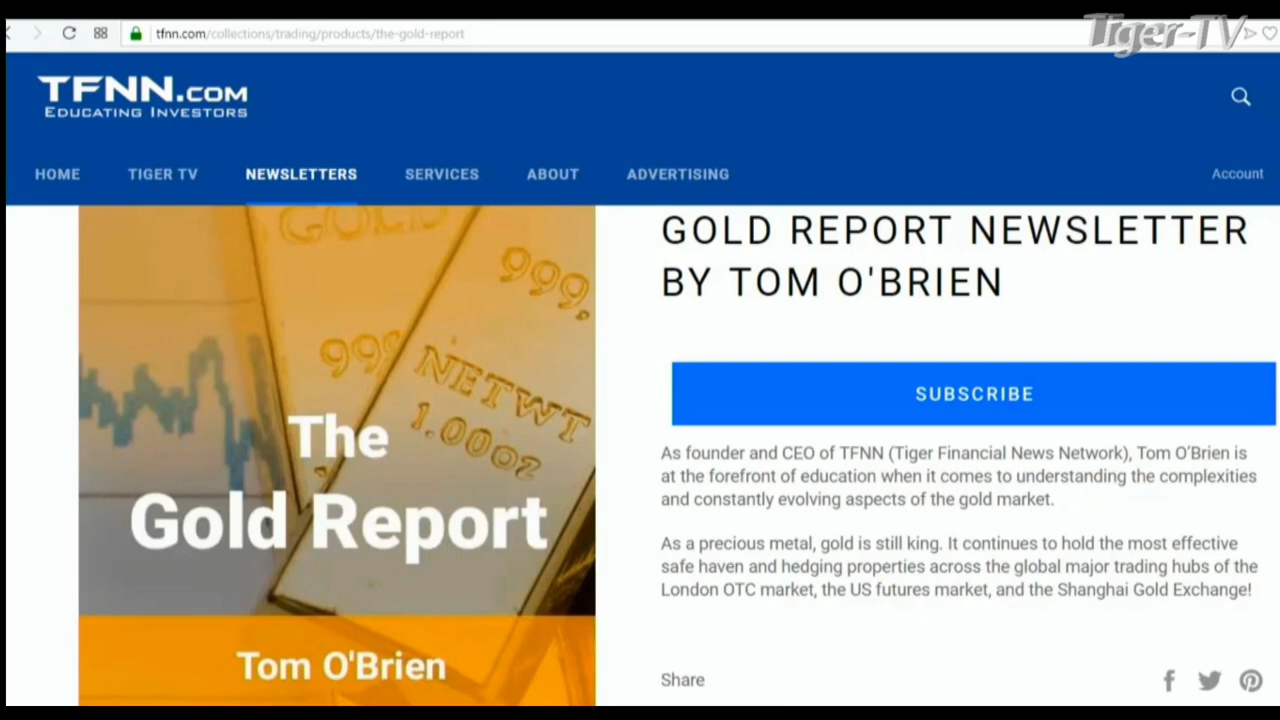 tfnn.com/collections/trading/products/the-gold-report
Tiger-TV
TFNN.COM
EDUCATING INVESTORS
HOME
TIGER TV
NEWSLETTERS
SERVICES
ABOUT
ADVERTISING
Account
GOLD
999.
999
NETWT
1.00oz
The
Gold Report
Tom O'Brien
GOLD REPORT NEWSLETTER
BY TOM O'BRIEN
SUBSCRIBE
As founder and CEO of TFNN (Tiger Financial News Network), Tom O'Brien is
at the forefront of education when it comes to understanding the complexities
and constantly evolving aspects of the gold market.
As a precious metal, gold is still king. It continues to hold the most effective
safe haven and hedging properties across the global major trading hubs of the
London OTC market, the US futures market, and the Shanghai Gold Exchange!
Share